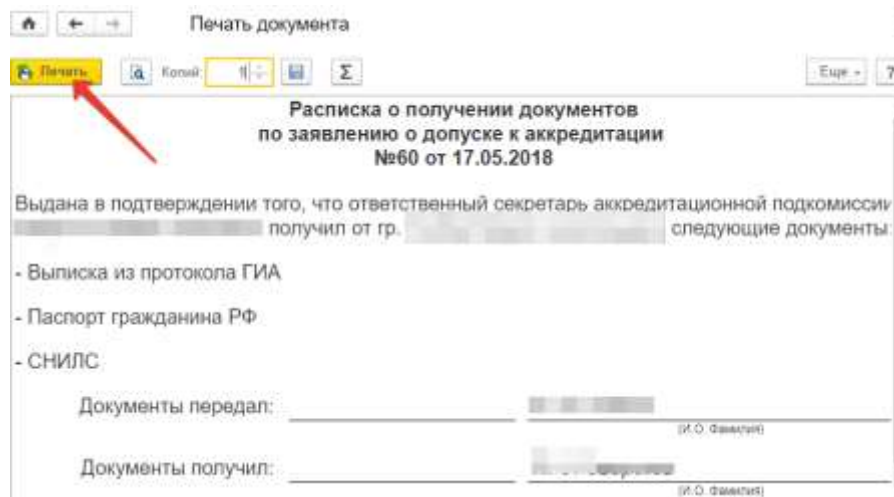 Печать документа
Печать Копий: 1 Σ Еще ?
Расписка о получении документов
по заявлению о допуске к аккредитации
№60 от 17.05.2018
Выдана в подтверждении того, что ответственный секретарь аккредитационной подкомиссии
получил от гр. следующие документы:
- Выписка из протокола ГИА
- Паспорт гражданина РФ
- СНИЛС
Документы передал:
(И.О. Фамилия)
Документы получил:
(И.О. Фамилия)